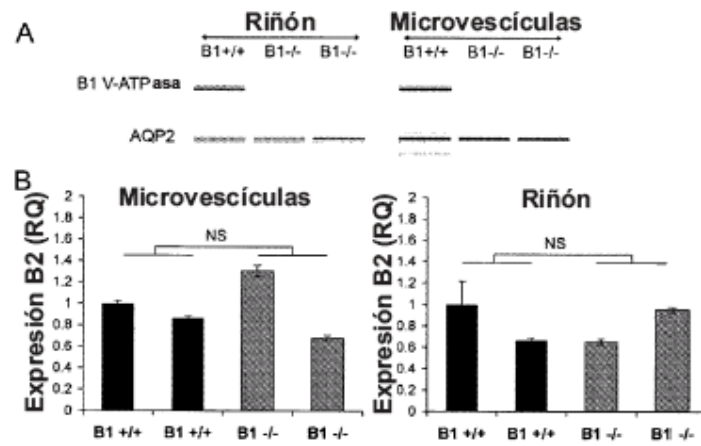 A
Riñón
Microvescículas
B1+/+ B1-/- B1-/- B1+/+ B1-/- B1-/-
B1 V-ATPasa
AQP2
B
Microvescículas
Expresión B2 (RQ)
2
1.8
1.6
1.4
1.2
1
0.8
0.6
0.4
0.2
0
NS
B1 +/+ B1 +/+ B1 -/- B1 -/-
Riñón
Expresión B2 (RQ)
2
1.8
1.6
1.4
1.2
1
0.8
0.6
0.4
0.2
0
NS
B1 +/+ B1 +/+ B1 -/- B1 -/-